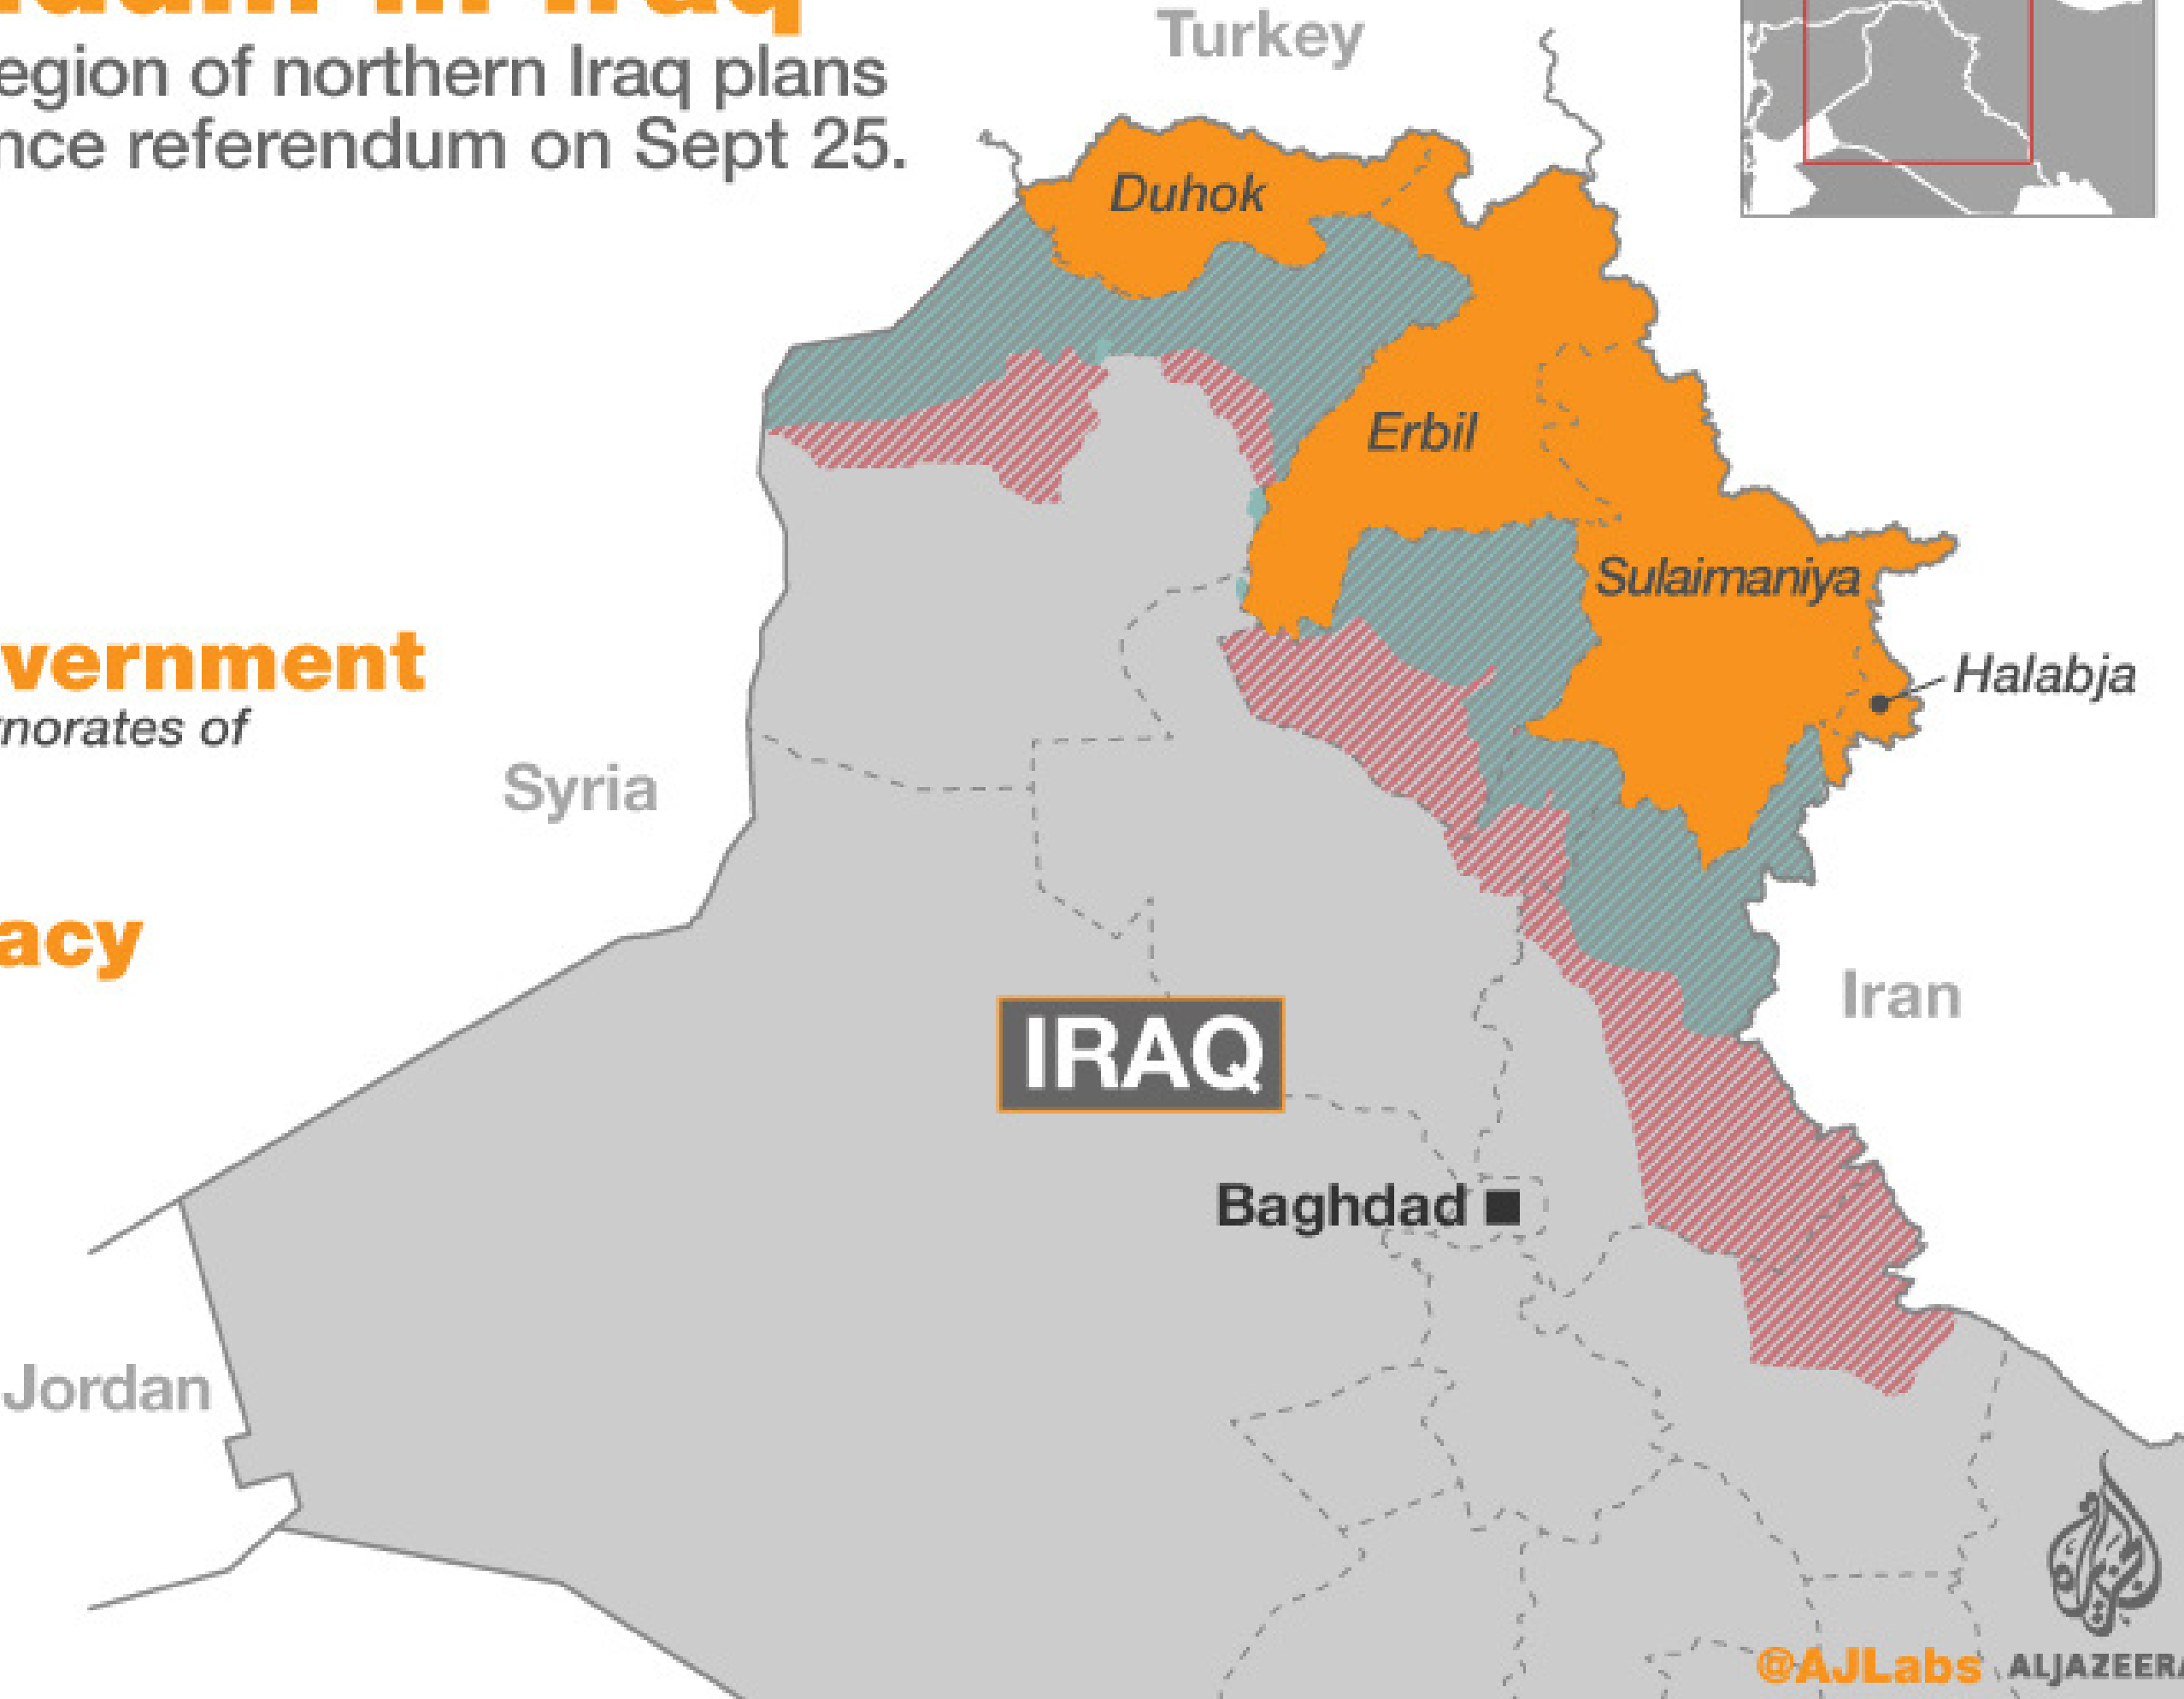 egion of northern Iraq plans
nce referendum on Sept 25.
Turkey
Duhok
Erbil
Sulaimaniya
Halabja
vernment
norates of
Syria
acy
Iran
IRAQ
Baghdad
Jordan
@AJLabs ALJAZEERA